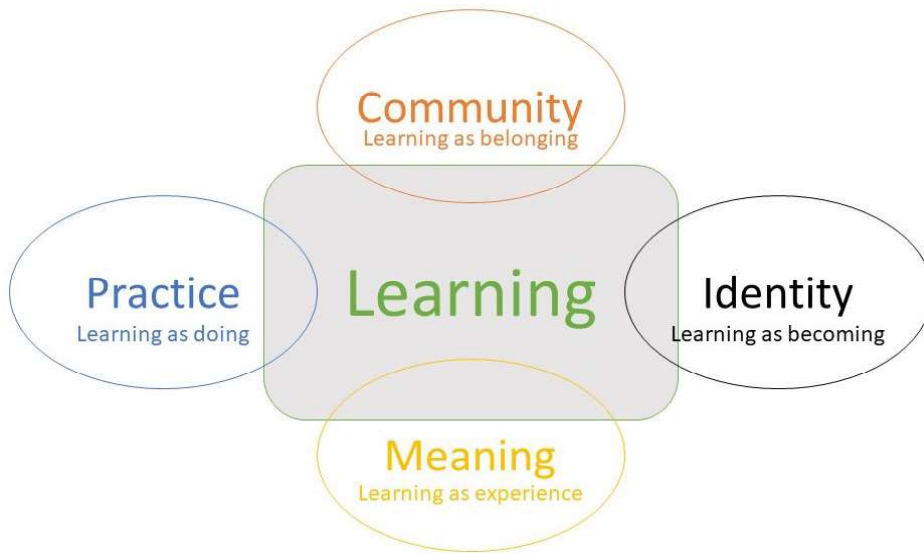 Community
Learning as belonging
Practice
Learning as doing
Learning
Identity
Learning as becoming
Meaning
Learning as experience